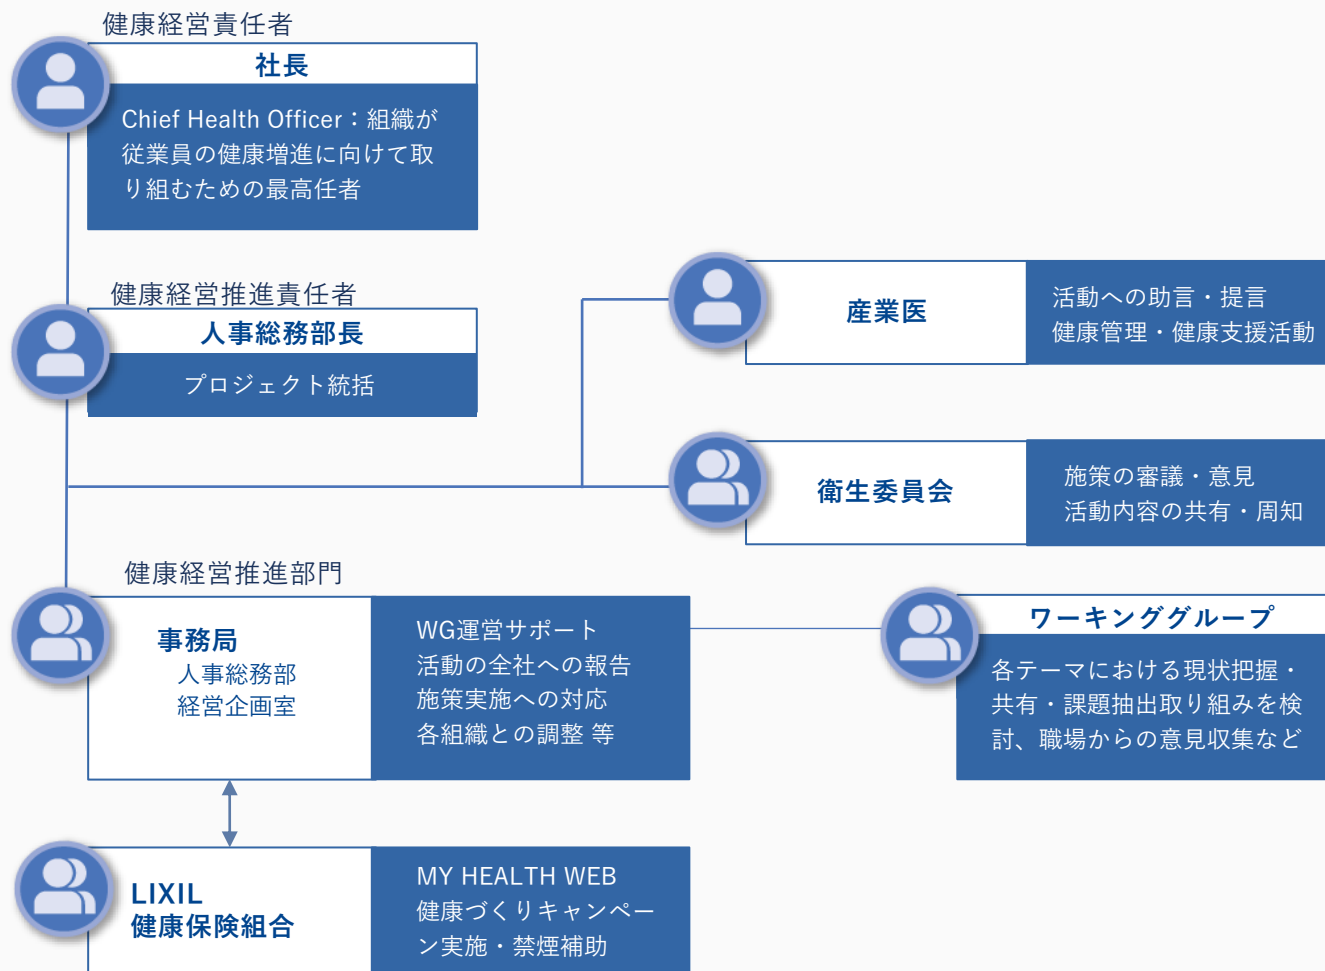 健康経営責任者
社長
Chief Health Officer：組織が
従業員の健康増進に向けて取
り組むための最高任者
健康経営推進責任者
人事総務部長
プロジェクト統括
産業医
活動への助言・提言
健康管理・健康支援活動
衛生委員会
施策の審議・意見
活動内容の共有・周知
健康経営推進部門
事務局
人事総務部
経営企画室
WG運営サポート
活動の全社への報告
施策実施への対応
各組織との調整 等
ワーキンググループ
各テーマにおける現状把握・
共有・課題抽出取り組みを検
討、職場からの意見収集など
LIXIL
健康保険組合
MY HEALTH WEB
健康づくりキャンペー
ン実施・禁煙補助